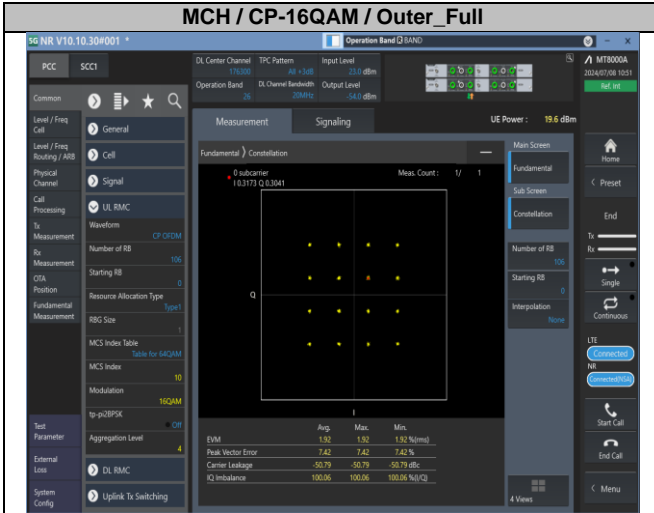 MCH / CP-16QAM / Outer_Full
5G NR V10.10.30#001 *
Operation Band BAND
PCC SCC1
DL Center Channel TPC Pattern Input Level
176300 All +3dB 23.0 dBm
Operation Band DL Channel Bandwidth Output Level
26 20MHz -54.0 dBm
MT8000A
2024/07/08 10:51
Ref. Int
Common
Level / Freq
Cell
Level / Freq
Routing / ARB
Physical
Channel
Call
Processing
Tx
Measurement
Rx
Measurement
OTA
Position
Fundamental
Measurement
Test
Parameter
External
Loss
System
Config
General
Cell
Signal
UL RMC
Waveform
CP OFDM
Number of RB
106
Starting RB
0
Resource Allocation Type
Type1
RBG Size
1
MCS Index Table
Table for 64QAM
MCS Index
10
Modulation
16QAM
tp-pi2BPSK
Off
Aggregation Level
4
DL RMC
Uplink Tx Switching
Measurement Signaling
UE Power : 19.6 dBm
Fundamental Constellation
0 subcarrier Meas. Count : 1/ 1
I 0.3173 Q 0.3041
Q
I
Avg. Max. Min.
EVM 1.92 1.92 1.92 %(rms)
Peak Vector Error 7.42 7.42 7.42 %
Carrier Leakage -50.79 -50.79 -50.79 dBc
IQ Imbalance 100.06 100.06 100.06 %(I/Q)
Main Screen
Fundamental
Sub Screen
Constellation
Number of RB
106
Starting RB
0
Interpolation
None
4 Views
Home
Preset
End
Tx
Rx
Single
Continuous
LTE
Connected
NR
Connected(NSA)
Start Call
End Call
Menu